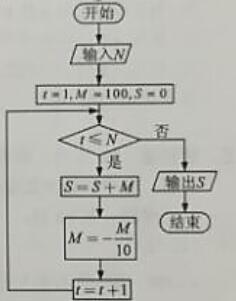 开始
输入N
t=1,M=100,S=0
t≤N
否
是
S=S+M
输出S
M=-M/10
结束
t=t+1